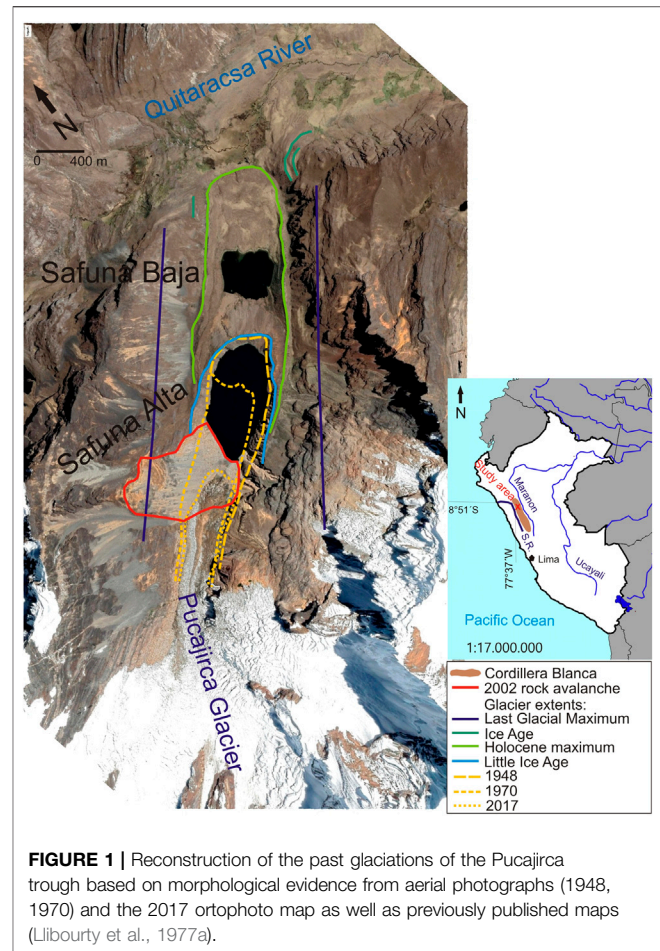 Quitaracsa River
N
0 400 m
Safuna Baja
Safuna Alta
Pucajirca Glacier
N
Study area
Maranon
8°51´S
S.R.
77°37´W
Lima
Ucayali
Pacific Ocean
1:17.000.000
Cordillera Blanca
2002 rock avalanche
Glacier extents:
Last Glacial Maximum
Ice Age
Holocene maximum
Little Ice Age
1948
1970
2017
FIGURE 1 | Reconstruction of the past glaciations of the Pucajirca
trough based on morphological evidence from aerial photographs (1948,
1970) and the 2017 ortophoto map as well as previously published maps
(Llibourty et al., 1977a).